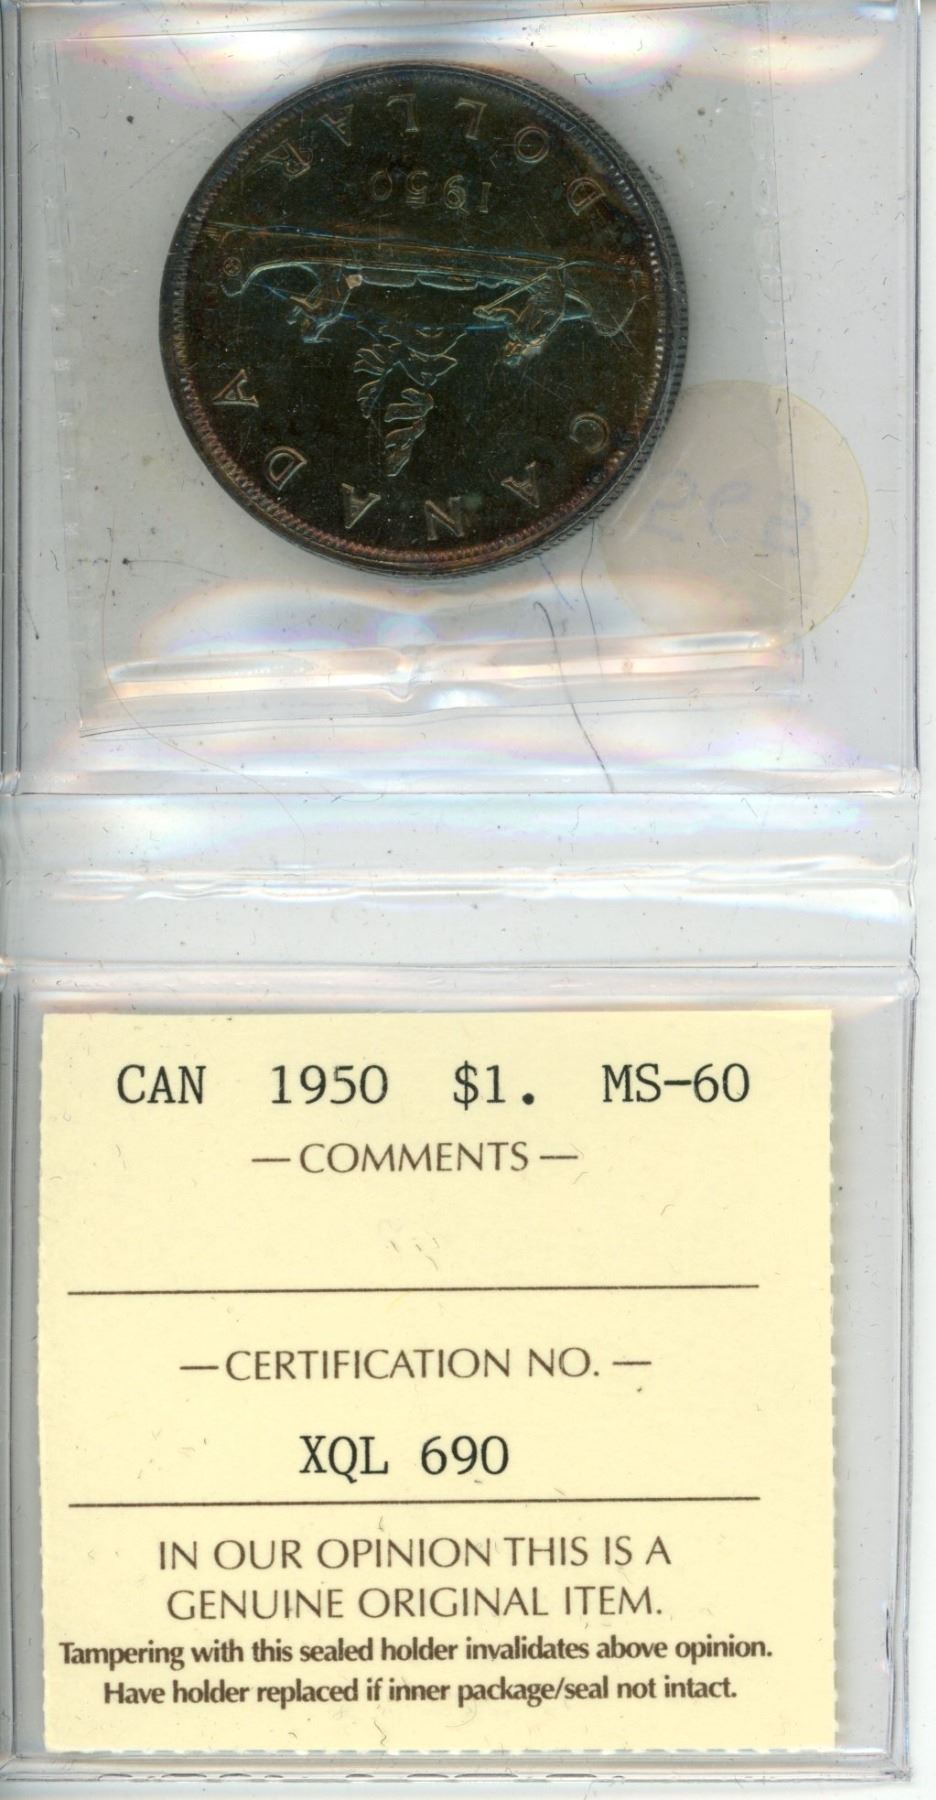 CANADA
1950
DOLLAR
CAN 1950 $1. MS-60
—COMMENTS—
—CERTIFICATION NO.—
XQL 690
IN OUR OPINION THIS IS A
GENUINE ORIGINAL ITEM.
Tampering with this sealed holder invalidates above opinion.
Have holder replaced if inner package/seal not intact.